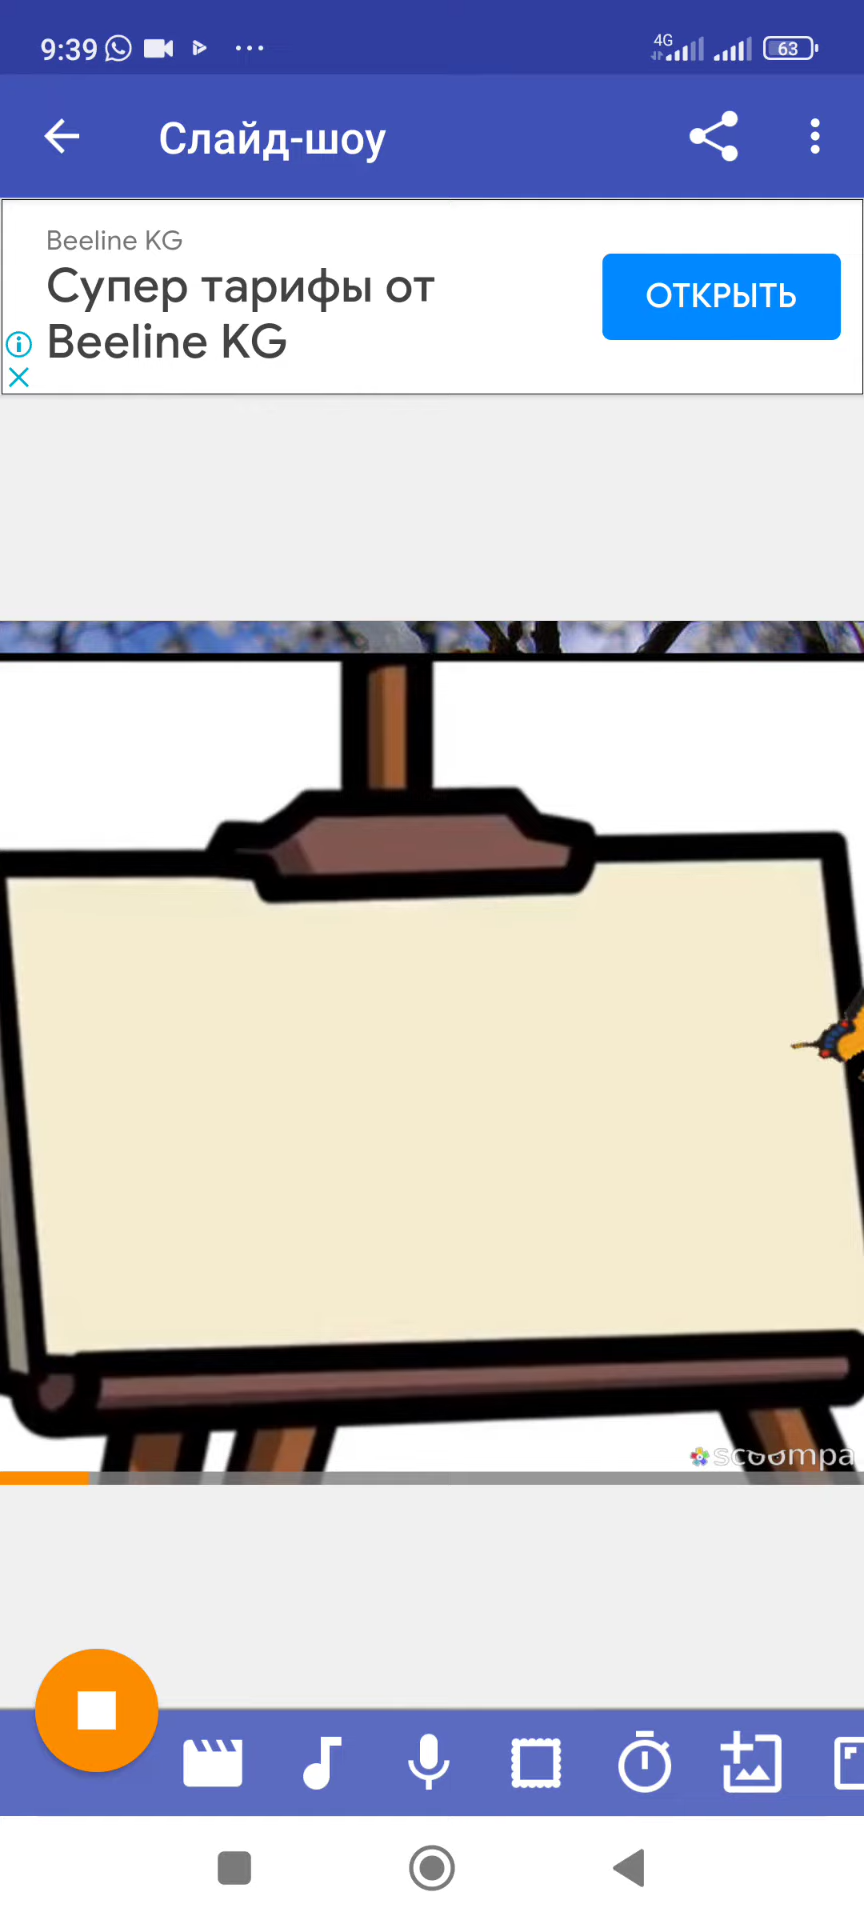 9:39
4G
63
Слайд-шоу
Beeline KG
Супер тарифы от
Beeline KG
ОТКРЫТЬ
scoompa